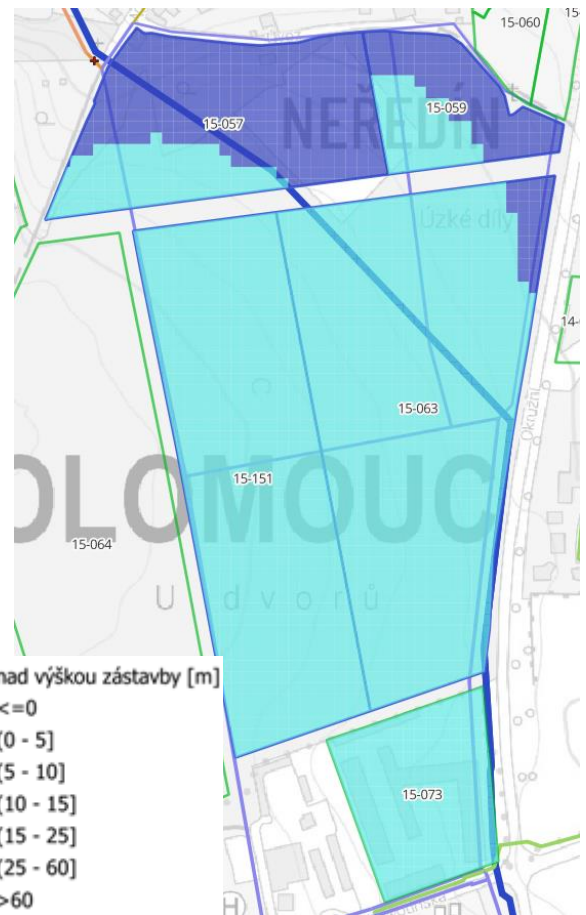 15-060
15-057
15-059
NEŘEDÍN
Úzké díly
15-063
Okružní
15-151
OLOMOUC
15-064
U dvorů
nad výškou zástavby [m]
<=0
[0 - 5]
[5 - 10]
[10 - 15]
[15 - 25]
[25 - 60]
>60
15-073
H